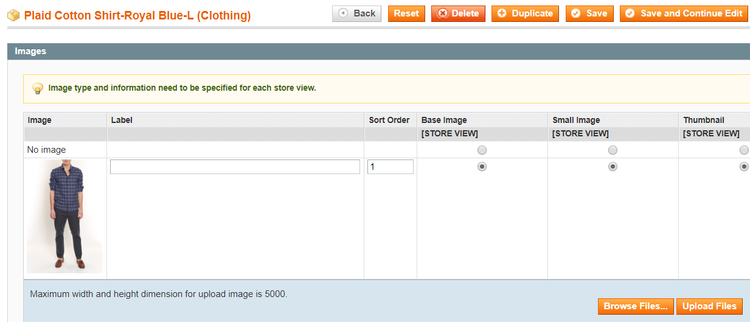 Plaid Cotton Shirt-Royal Blue-L (Clothing) Back Reset Delete Duplicate Save Save and Continue Edit
Images
Image type and information need to be specified for each store view.
Image Label Sort Order Base Image Small Image Thumbnail
[STORE VIEW] [STORE VIEW] [STORE VIEW]
No image
1
Maximum width and height dimension for upload image is 5000.
Browse Files... Upload Files